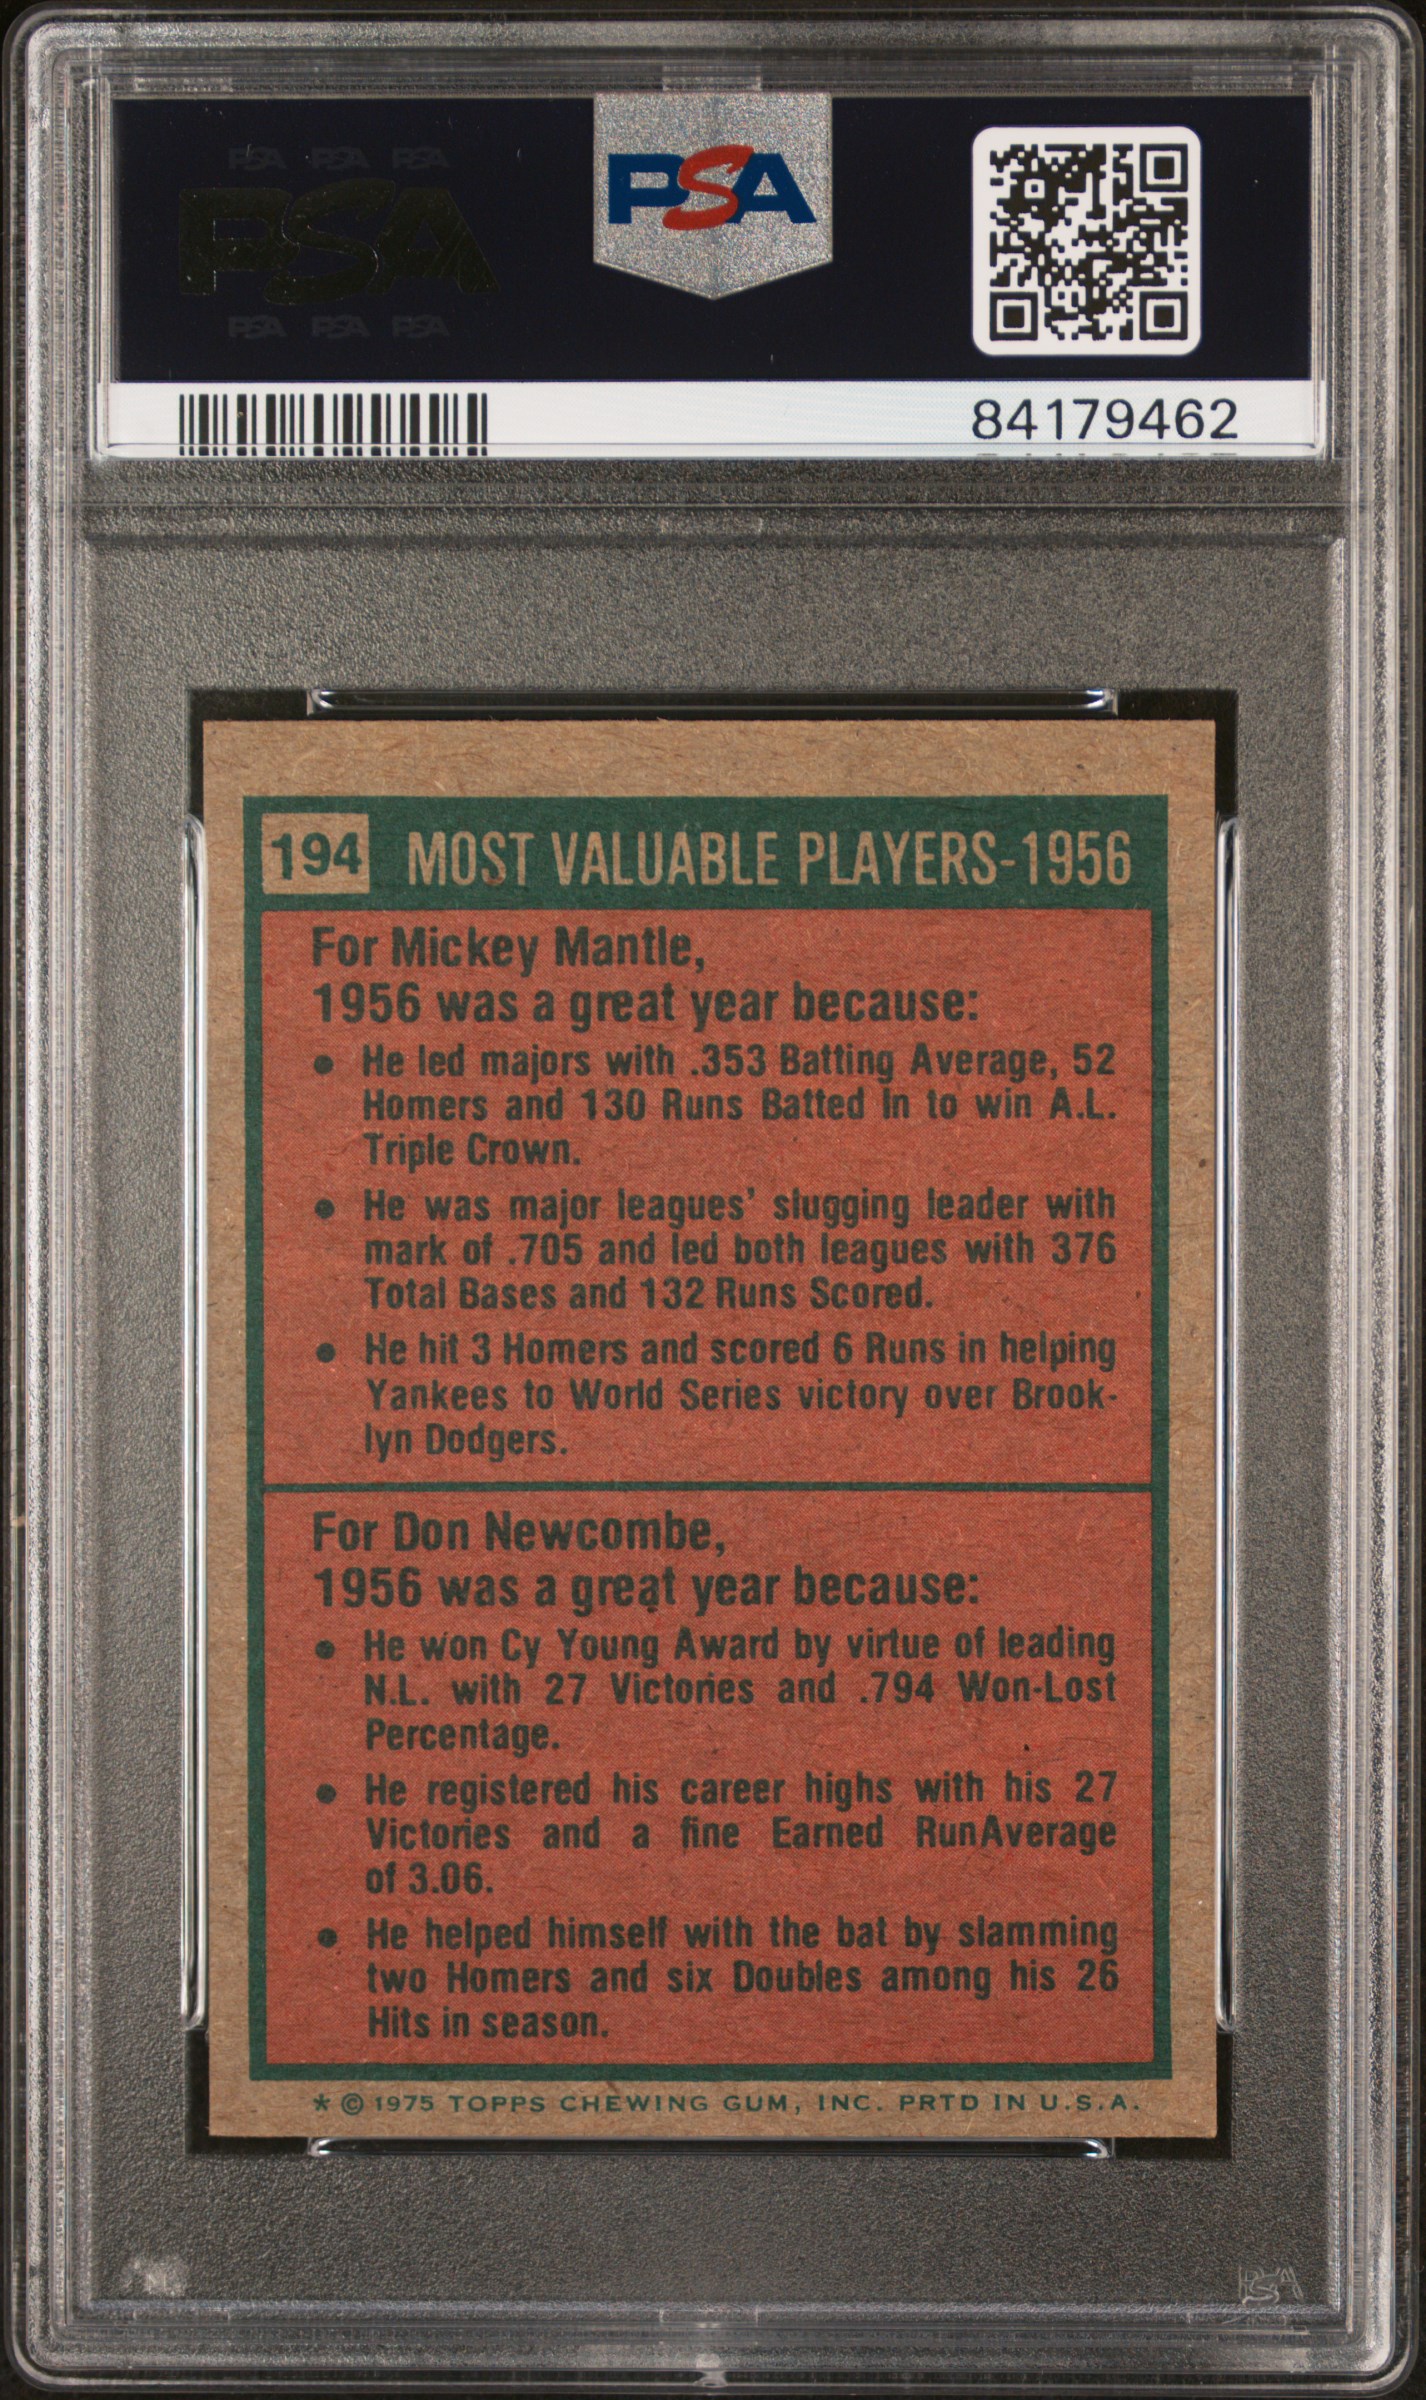 PSA PSA PSA
PSA
PSA PSA PSA
PSA
84179462
194 MOST VALUABLE PLAYERS-1956
For Mickey Mantle,
1956 was a great year because:
• He led majors with .353 Batting Average, 52
Homers and 130 Runs Batted In to win A.L.
Triple Crown.
• He was major leagues' slugging leader with
mark of .705 and led both leagues with 376
Total Bases and 132 Runs Scored.
• He hit 3 Homers and scored 6 Runs in helping
Yankees to World Series victory over Brook-
lyn Dodgers.
For Don Newcombe,
1956 was a great year because:
• He won Cy Young Award by virtue of leading
N.L. with 27 Victories and .794 Won-Lost
Percentage.
• He registered his career highs with his 27
Victories and a fine Earned RunAverage
of 3.06.
• He helped himself with the bat by slamming
two Homers and six Doubles among his 26
Hits in season.
* © 1975 TOPPS CHEWING GUM, INC. PRTD IN U.S.A.
PSA